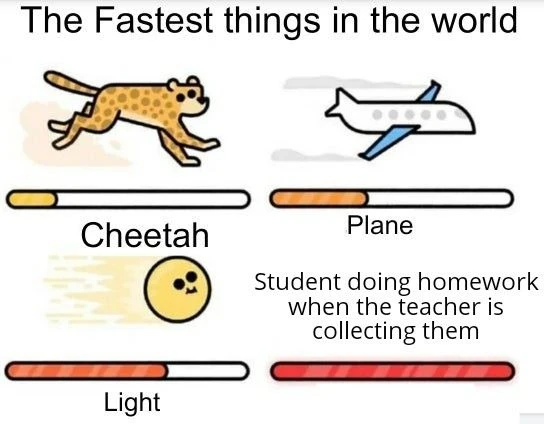 The Fastest things in the world
Cheetah
Plane
Light
Student doing homework
when the teacher is
collecting them